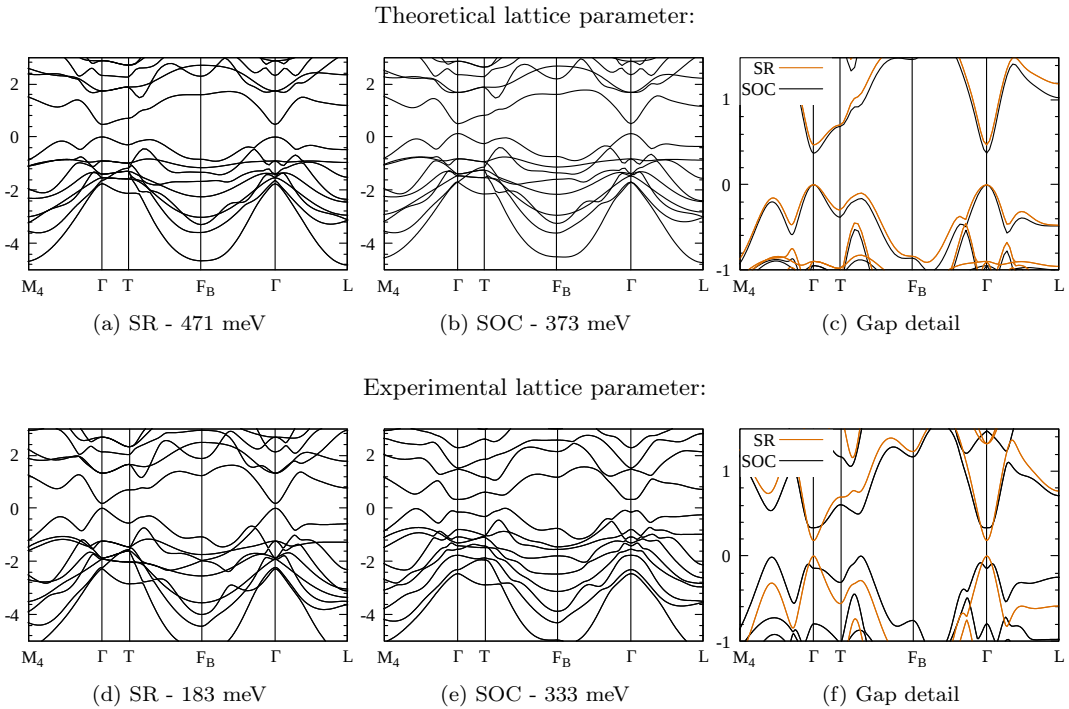 Theoretical lattice parameter:
2
0
-2
-4
M4 Γ T FB Γ L
(a) SR - 471 meV
2
0
-2
-4
M4 Γ T FB Γ L
(b) SOC - 373 meV
SR
SOC
1
0
-1
M4 Γ T FB Γ L
(c) Gap detail
Experimental lattice parameter:
2
0
-2
-4
M4 Γ T FB Γ L
(d) SR - 183 meV
2
0
-2
-4
M4 Γ T FB Γ L
(e) SOC - 333 meV
SR
SOC
1
0
-1
M4 Γ T FB Γ L
(f) Gap detail